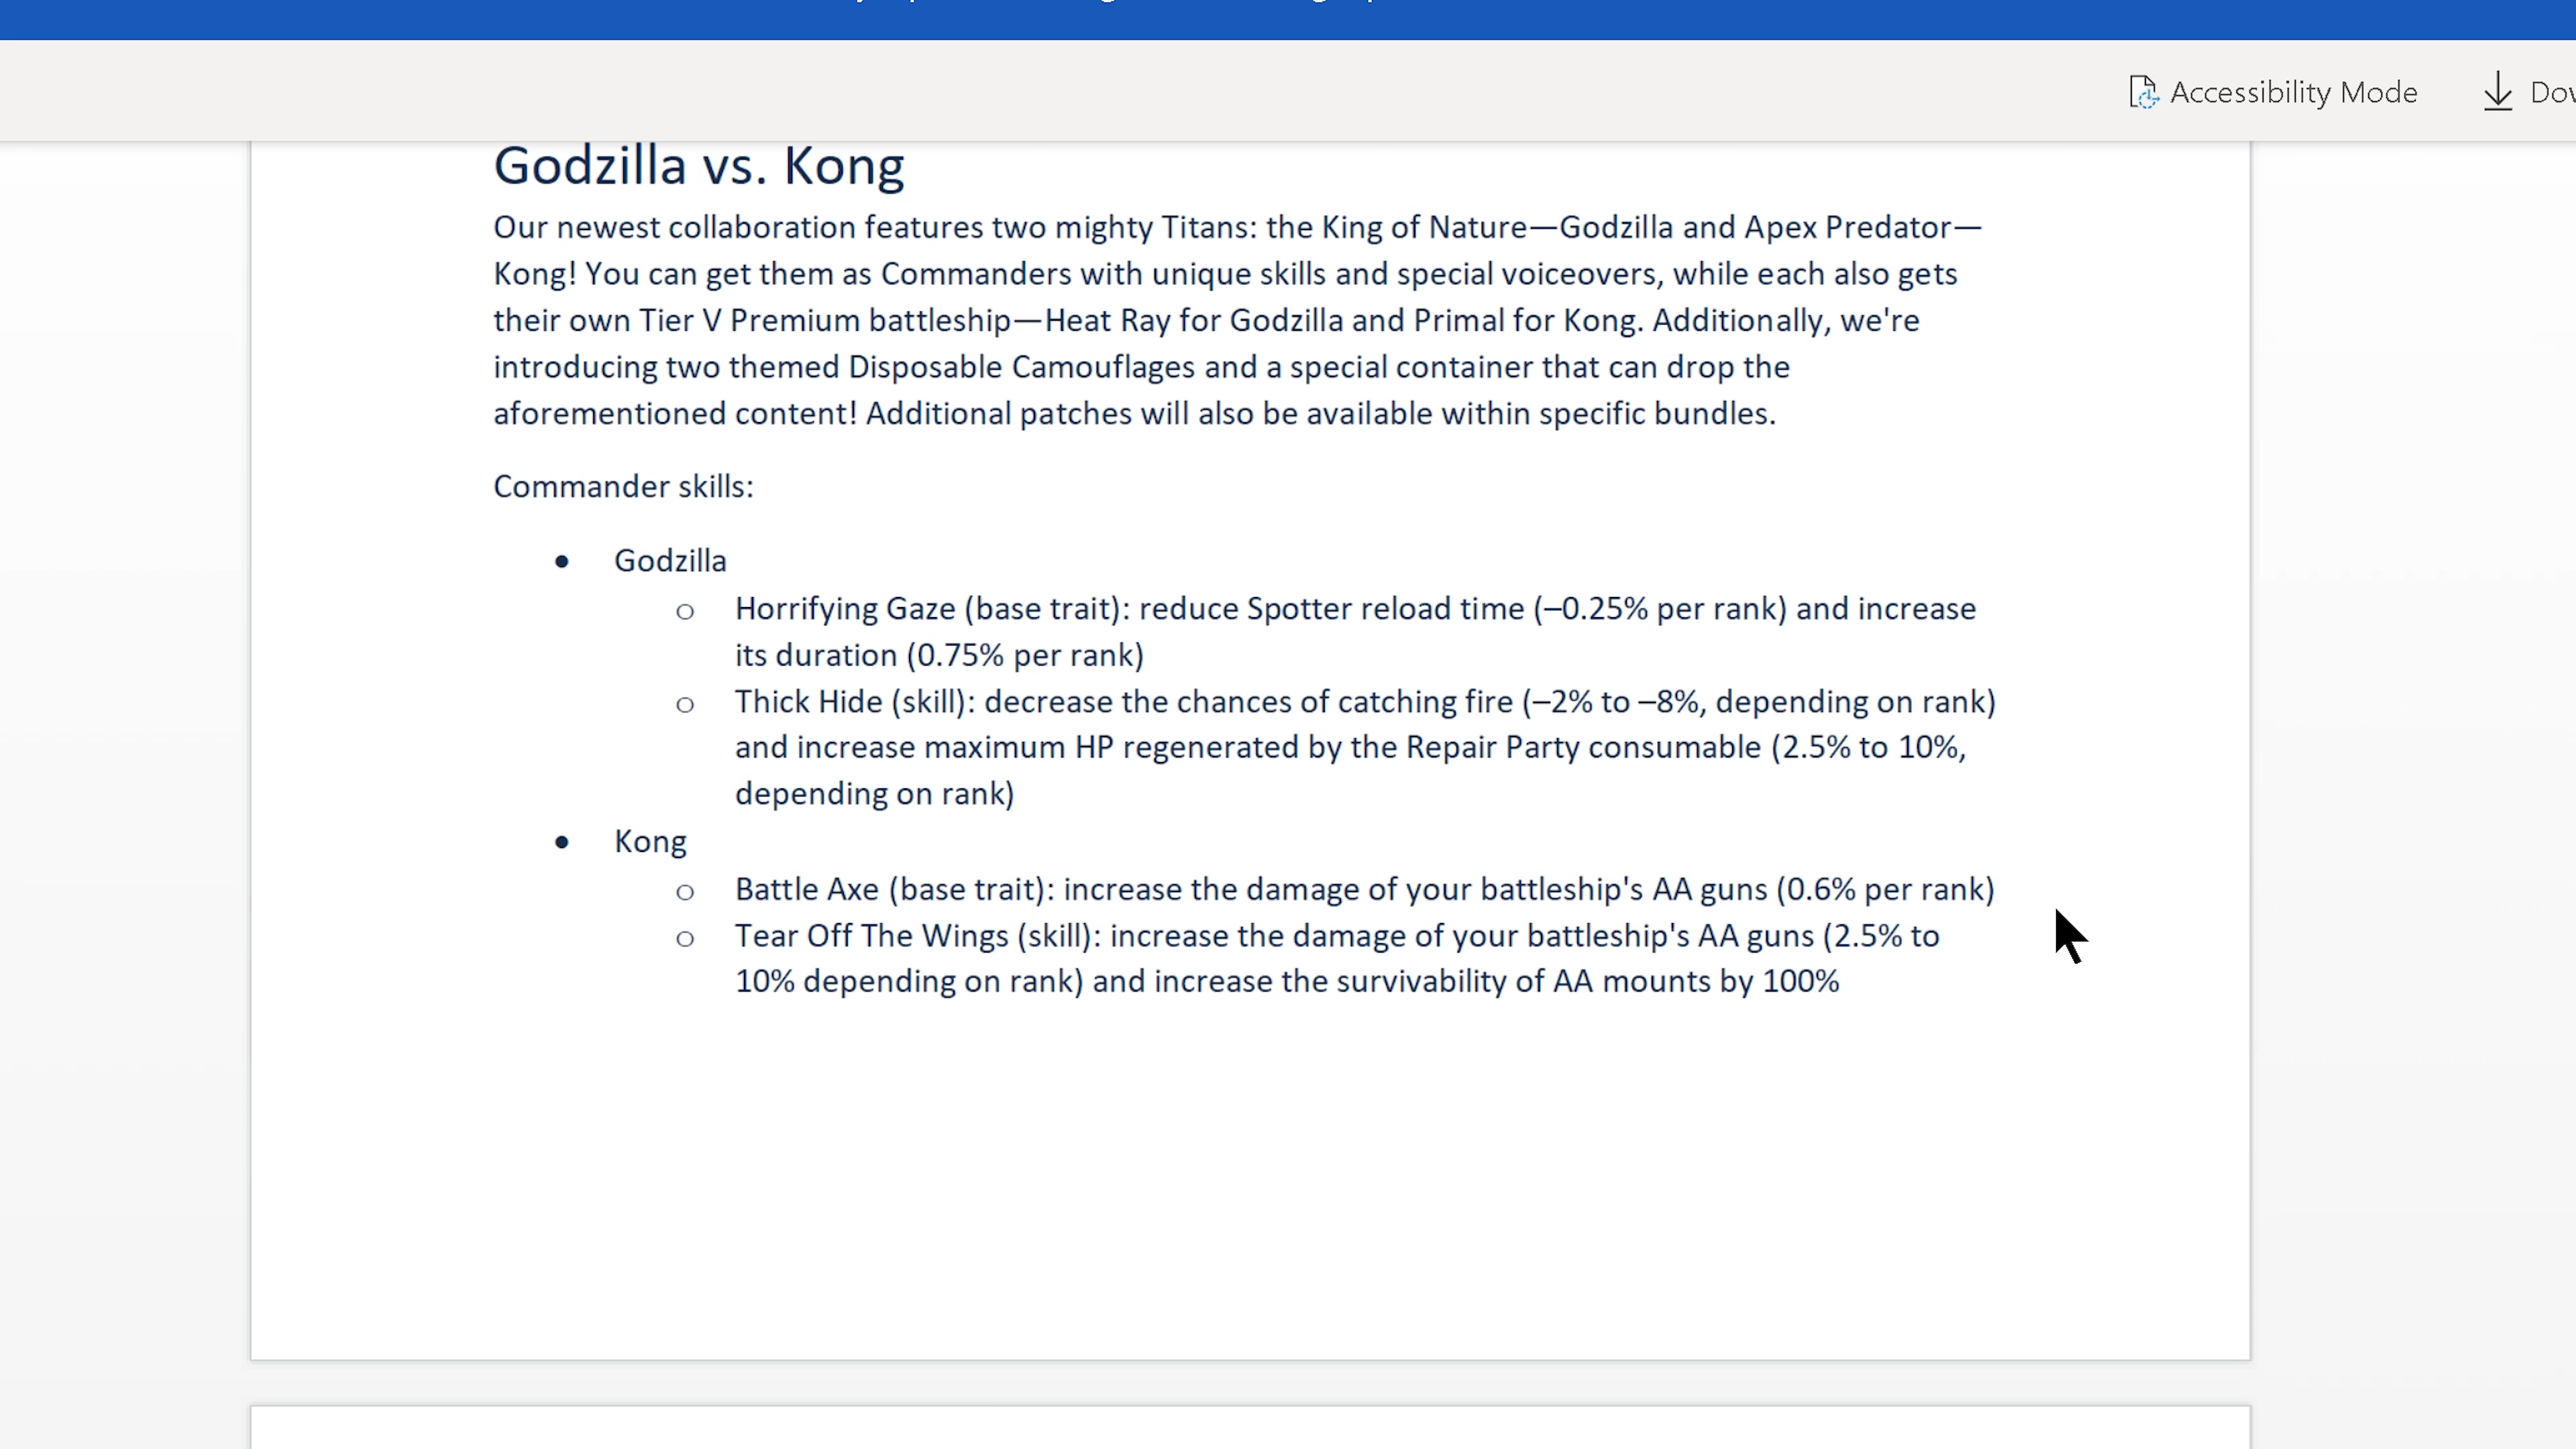 Accessibility Mode
Godzilla vs. Kong
Our newest collaboration features two mighty Titans: the King of Nature—Godzilla and Apex Predator—
Kong! You can get them as Commanders with unique skills and special voiceovers, while each also gets
their own Tier V Premium battleship—Heat Ray for Godzilla and Primal for Kong. Additionally, we're
introducing two themed Disposable Camouflages and a special container that can drop the
aforementioned content! Additional patches will also be available within specific bundles.
Commander skills:
• Godzilla
o Horrifying Gaze (base trait): reduce Spotter reload time (–0.25% per rank) and increase
its duration (0.75% per rank)
o Thick Hide (skill): decrease the chances of catching fire (–2% to –8%, depending on rank)
and increase maximum HP regenerated by the Repair Party consumable (2.5% to 10%,
depending on rank)
• Kong
o Battle Axe (base trait): increase the damage of your battleship's AA guns (0.6% per rank)
o Tear Off The Wings (skill): increase the damage of your battleship's AA guns (2.5% to
10% depending on rank) and increase the survivability of AA mounts by 100%